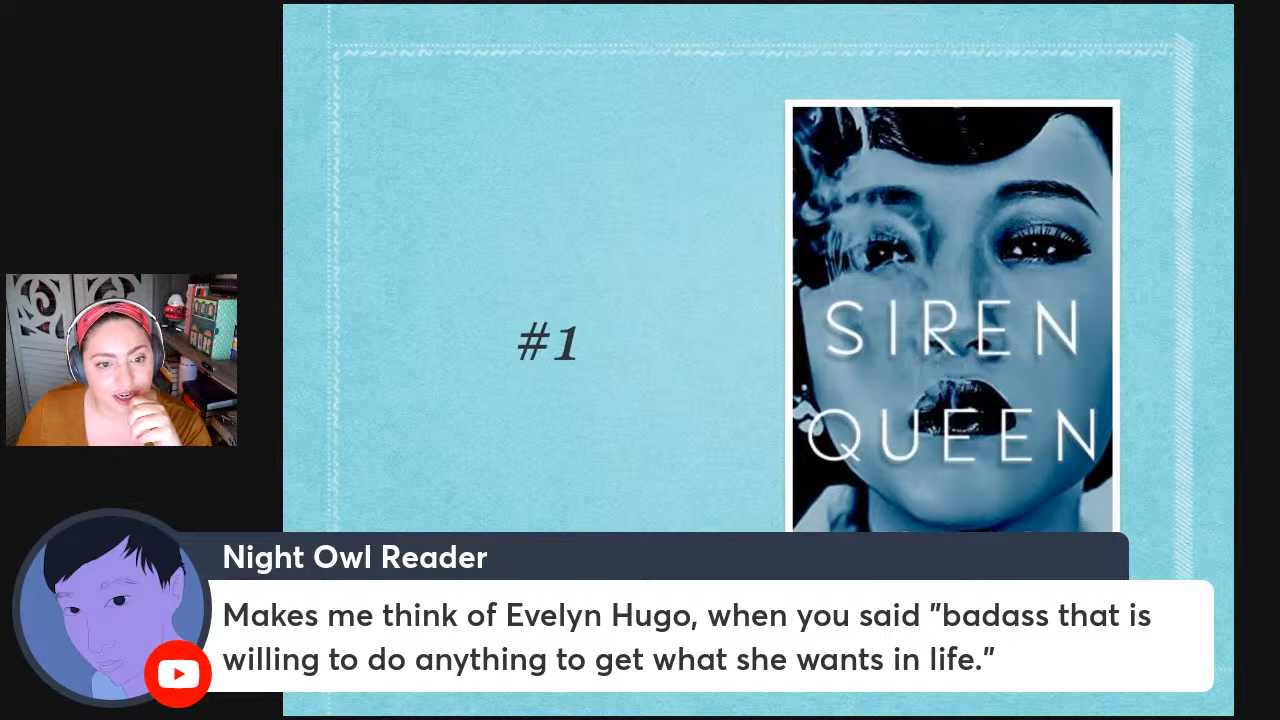 #1
SIREN
QUEEN
Night Owl Reader
Makes me think of Evelyn Hugo, when you said "badass that is
willing to do anything to get what she wants in life."